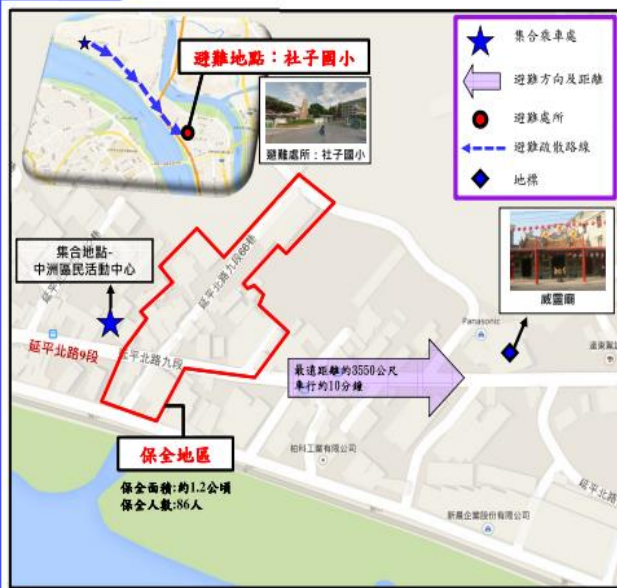 避難地點：社子國小
避難處所：社子國小
集合乘車處
避難方向及距離
避難處所
避難疏散路線
地標
威靈廟
集合地點-
中洲區民活動中心
延平北路九段66巷
Panasonic
延平北路9段
延平北路九段
最遠距離約3550公尺
車行約10分鐘
保全地區
保全面積:約1.2公頃
保全人數:86人
柏科工業有限公司
新晨企業股份有限公司
延平北路